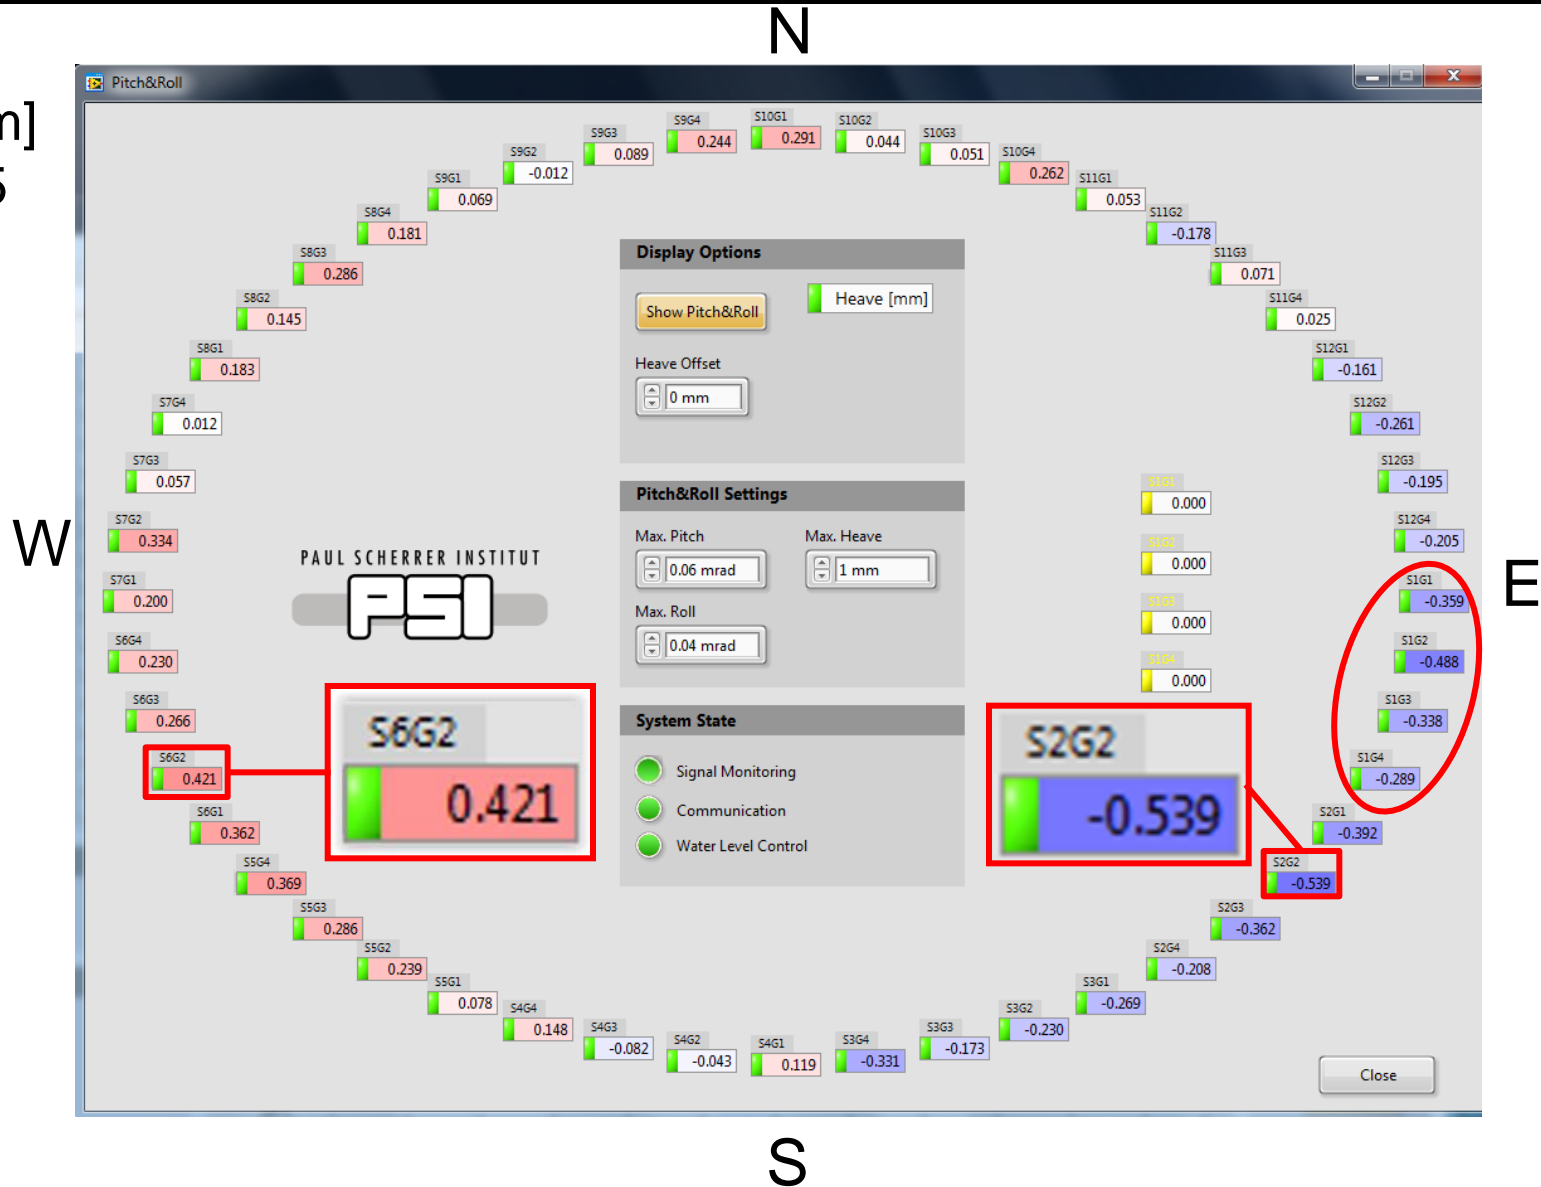 N
Pitch&Roll
m]
5
S9G4
0.244
S10G1
0.291
S10G2
0.044
S9G3
0.089
S10G3
0.051
S9G2
-0.012
S10G4
0.262
S9G1
0.069
S11G1
0.053
S8G4
0.181
S11G2
-0.178
S8G3
0.286
S11G3
0.071
S8G2
0.145
S11G4
0.025
S8G1
0.183
S12G1
-0.161
S7G4
0.012
S12G2
-0.261
S7G3
0.057
S12G3
-0.195
S7G2
0.334
S12G4
-0.205
W
E
S7G1
0.200
S1G1
-0.359
S6G4
0.230
S1G2
-0.488
S6G3
0.266
S1G3
-0.338
S6G2
0.421
S1G4
-0.289
S6G1
0.362
S2G1
-0.392
S5G4
0.369
S2G2
-0.539
S5G3
0.286
S2G3
-0.362
S5G2
0.239
S2G4
-0.208
S5G1
0.078
S3G1
-0.269
S4G4
0.148
S3G2
-0.230
S4G3
-0.082
S3G3
-0.173
S4G2
-0.043
S4G1
0.119
S3G4
-0.331
Display Options
Show Pitch&Roll
Heave [mm]
Heave Offset
0 mm
Pitch&Roll Settings
Max. Pitch
0.06 mrad
Max. Heave
1 mm
Max. Roll
0.04 mrad
System State
Signal Monitoring
Communication
Water Level Control
PAUL SCHERRER INSTITUT
PSI
S1G1
0.000
S1G2
0.000
S1G3
0.000
S1G4
0.000
S6G2
0.421
S2G2
-0.539
Close
S